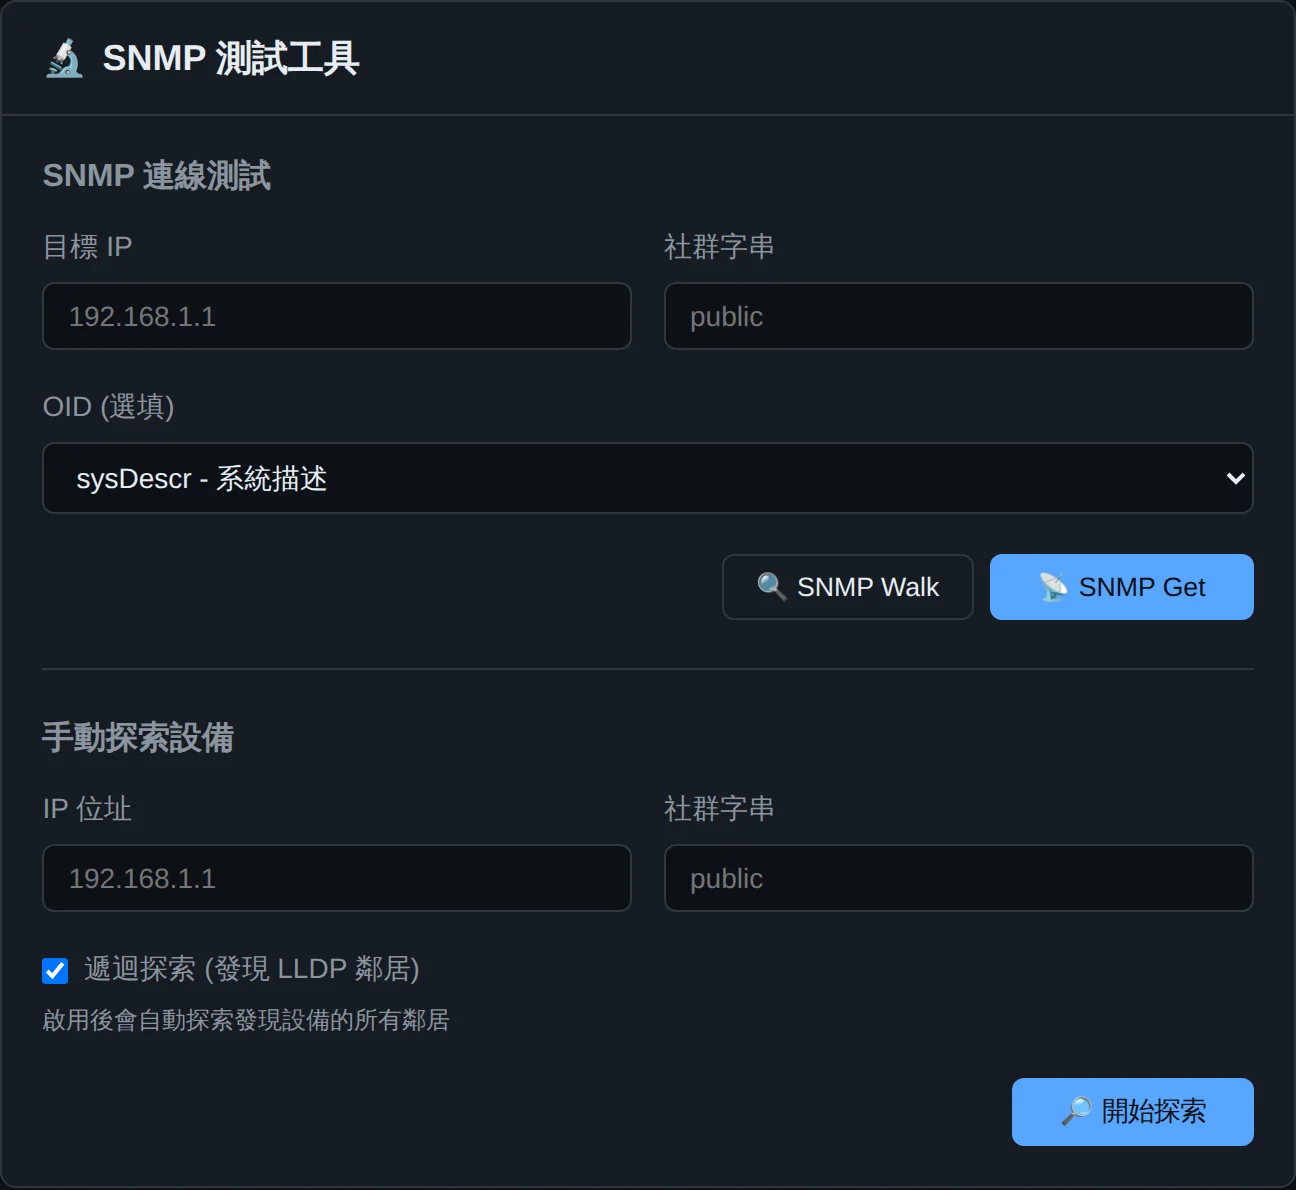 SNMP 測試工具
SNMP 連線測試
目標 IP
社群字串
192.168.1.1
public
OID (選填)
sysDescr - 系統描述
SNMP Walk
SNMP Get
手動探索設備
IP 位址
社群字串
192.168.1.1
public
遞迴探索 (發現 LLDP 鄰居)
啟用後會自動探索發現設備的所有鄰居
開始探索